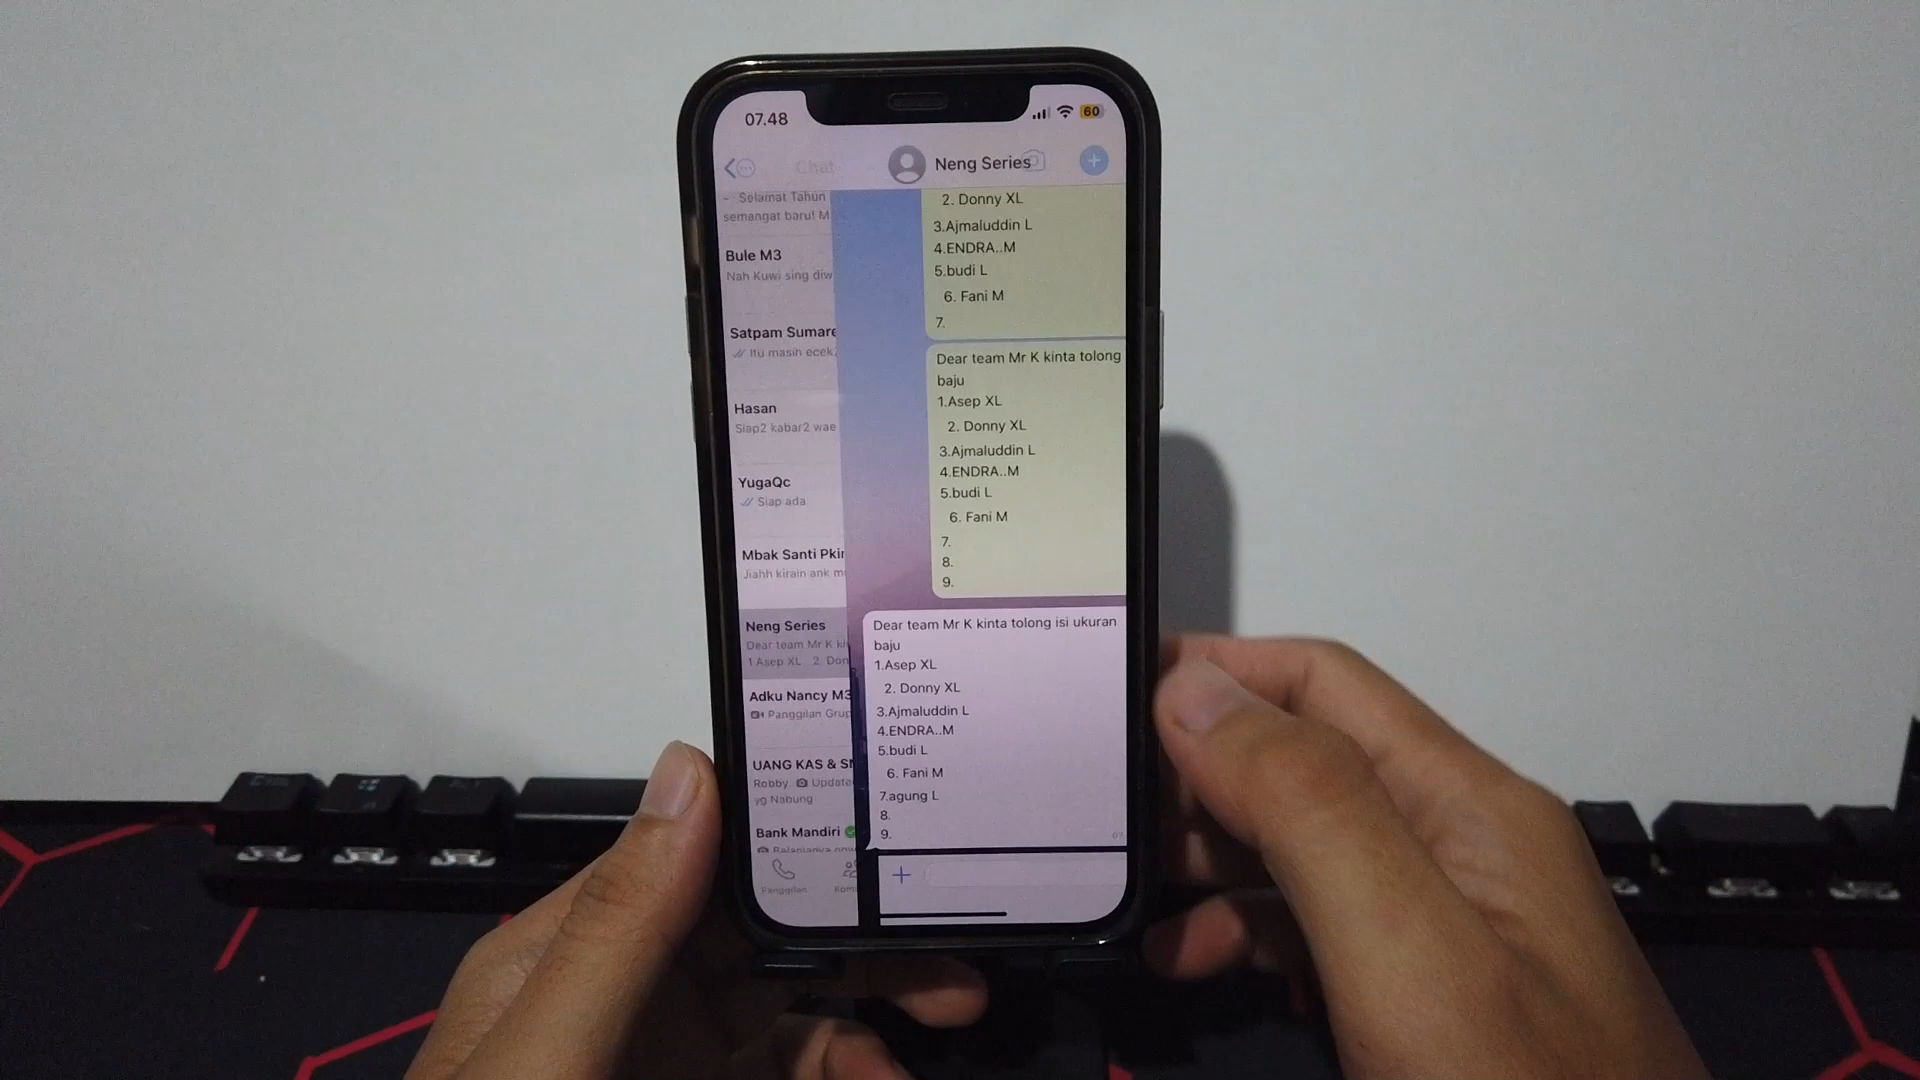 07.48
60
Chat
Neng Series
- Selamat Tahun
semangat baru! M
Bule M3
Nah Kuwi sing diw
Satpam Sumare
Itu masih ecek
Hasan
Siap2 kabar2 wae
YugaQc
Siap ada
Mbak Santi Pkin
Jiahh kirain ank m
Neng Series
Dear team Mr K ki
1.Asep XL 2. Don
Adku Nancy M3
Panggilan Grup
UANG KAS & S
Robby Update
yg Nabung
Bank Mandiri
Panggilan
Kom
2. Donny XL
3.Ajmaluddin L
4.ENDRA..M
5.budi L
6. Fani M
7.
Dear team Mr K kinta tolong
baju
1.Asep XL
2. Donny XL
3.Ajmaluddin L
4.ENDRA..M
5.budi L
6. Fani M
7.
8.
9.
Dear team Mr K kinta tolong isi ukuran
baju
1.Asep XL
2. Donny XL
3.Ajmaluddin L
4.ENDRA..M
5.budi L
6. Fani M
7.agung L
8.
9.